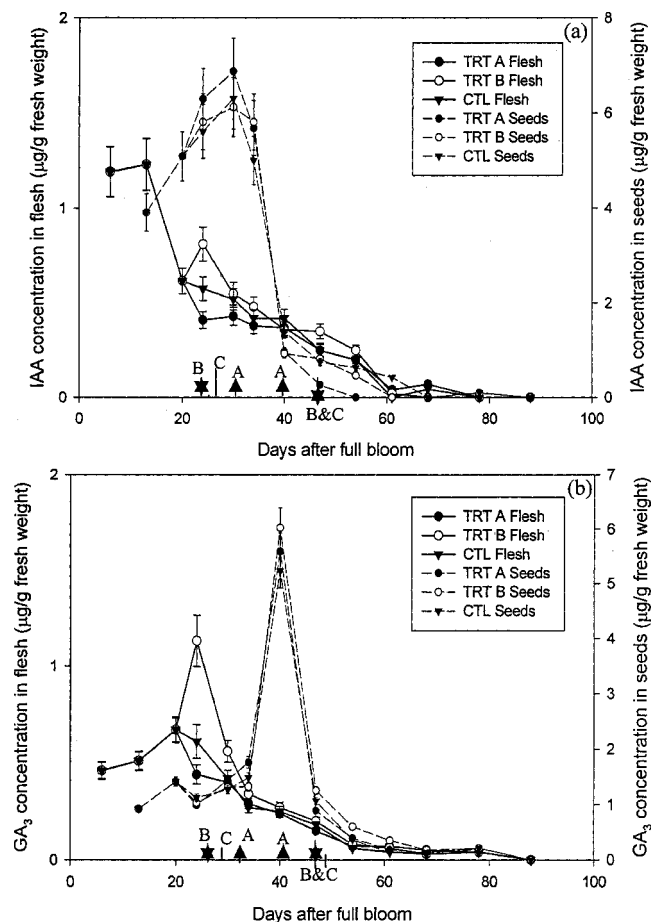 (a)
2
1
0
8
6
4
2
0
IAA concentration in flesh (µg/g fresh weight)
IAA concentration in seeds (µg/g fresh weight)
TRT A Flesh
TRT B Flesh
CTL Flesh
TRT A Seeds
TRT B Seeds
CTL Seeds
B C A A
B&C
0 20 40 60 80 100
Days after full bloom
(b)
2
1
0
7
6
5
4
3
2
1
0
GA3 concentration in flesh (µg/g fresh weight)
GA3 concentration in seeds (µg/g fresh weight)
TRT A Flesh
TRT B Flesh
CTL Flesh
TRT A Seeds
TRT B Seeds
CTL Seeds
B C A A
B&C
0 20 40 60 80 100
Days after full bloom